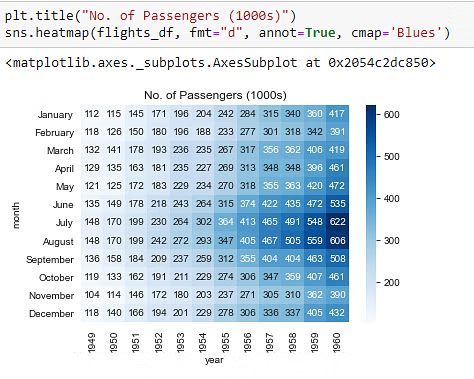 plt.title("No. of Passengers (1000s)")
sns.heatmap(flights_df, fmt="d", annot=True, cmap='Blues')
<matplotlib.axes._subplots.AxesSubplot at 0x2054c2dc850>
No. of Passengers (1000s)
January 112 115 145 171 196 204 242 284 315 340 360 417
February 118 126 150 180 196 188 233 277 301 318 342 391
March 132 141 178 193 236 235 267 317 356 362 406 419
April 129 135 163 181 235 227 269 313 348 348 396 461
May 121 125 172 183 229 234 270 318 355 363 420 472
June 135 149 178 218 243 264 315 374 422 435 472 535
July 148 170 199 230 264 302 364 413 465 491 548 622
August 148 170 199 242 272 293 347 405 467 505 559 606
September 136 158 184 209 237 259 312 355 404 404 463 508
October 119 133 162 191 211 229 274 306 347 359 407 461
November 104 114 146 172 180 203 237 271 305 310 362 390
December 118 140 166 194 201 229 278 306 336 337 405 432
month
1949 1950 1951 1952 1953 1954 1955 1956 1957 1958 1959 1960
year
600
500
400
300
200